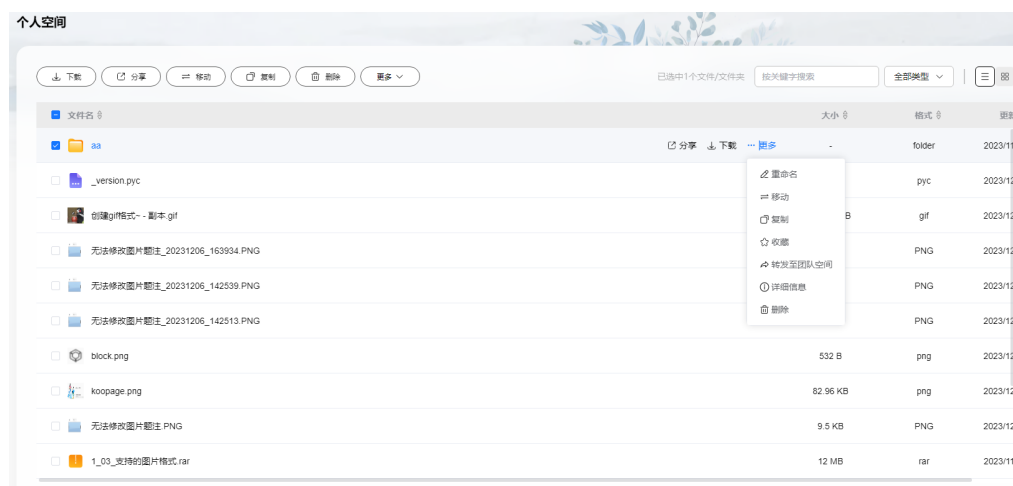 个人空间
下载 分享 移动 复制 删除 更多
已选中1个文件/文件夹 按关键字搜索 全部类型
文件名 大小 格式
aa 分享 下载 ··· 更多 - folder 2023/11
_version.pyc 重命名 pyc 2023/12
移动
创建gif格式~ - 副本.gif 复制 B gif 2023/12
收藏
无法修改图片题注_20231206_163934.PNG PNG 2023/12
转发至团队空间
无法修改图片题注_20231206_142539.PNG 详细信息 PNG 2023/12
删除
无法修改图片题注_20231206_142513.PNG PNG 2023/12
block.png 532 B png 2023/12
koopage.png 82.96 KB png 2023/12
无法修改图片题注.PNG 9.5 KB PNG 2023/12
1_03_支持的图片格式.rar 12 MB rar 2023/11